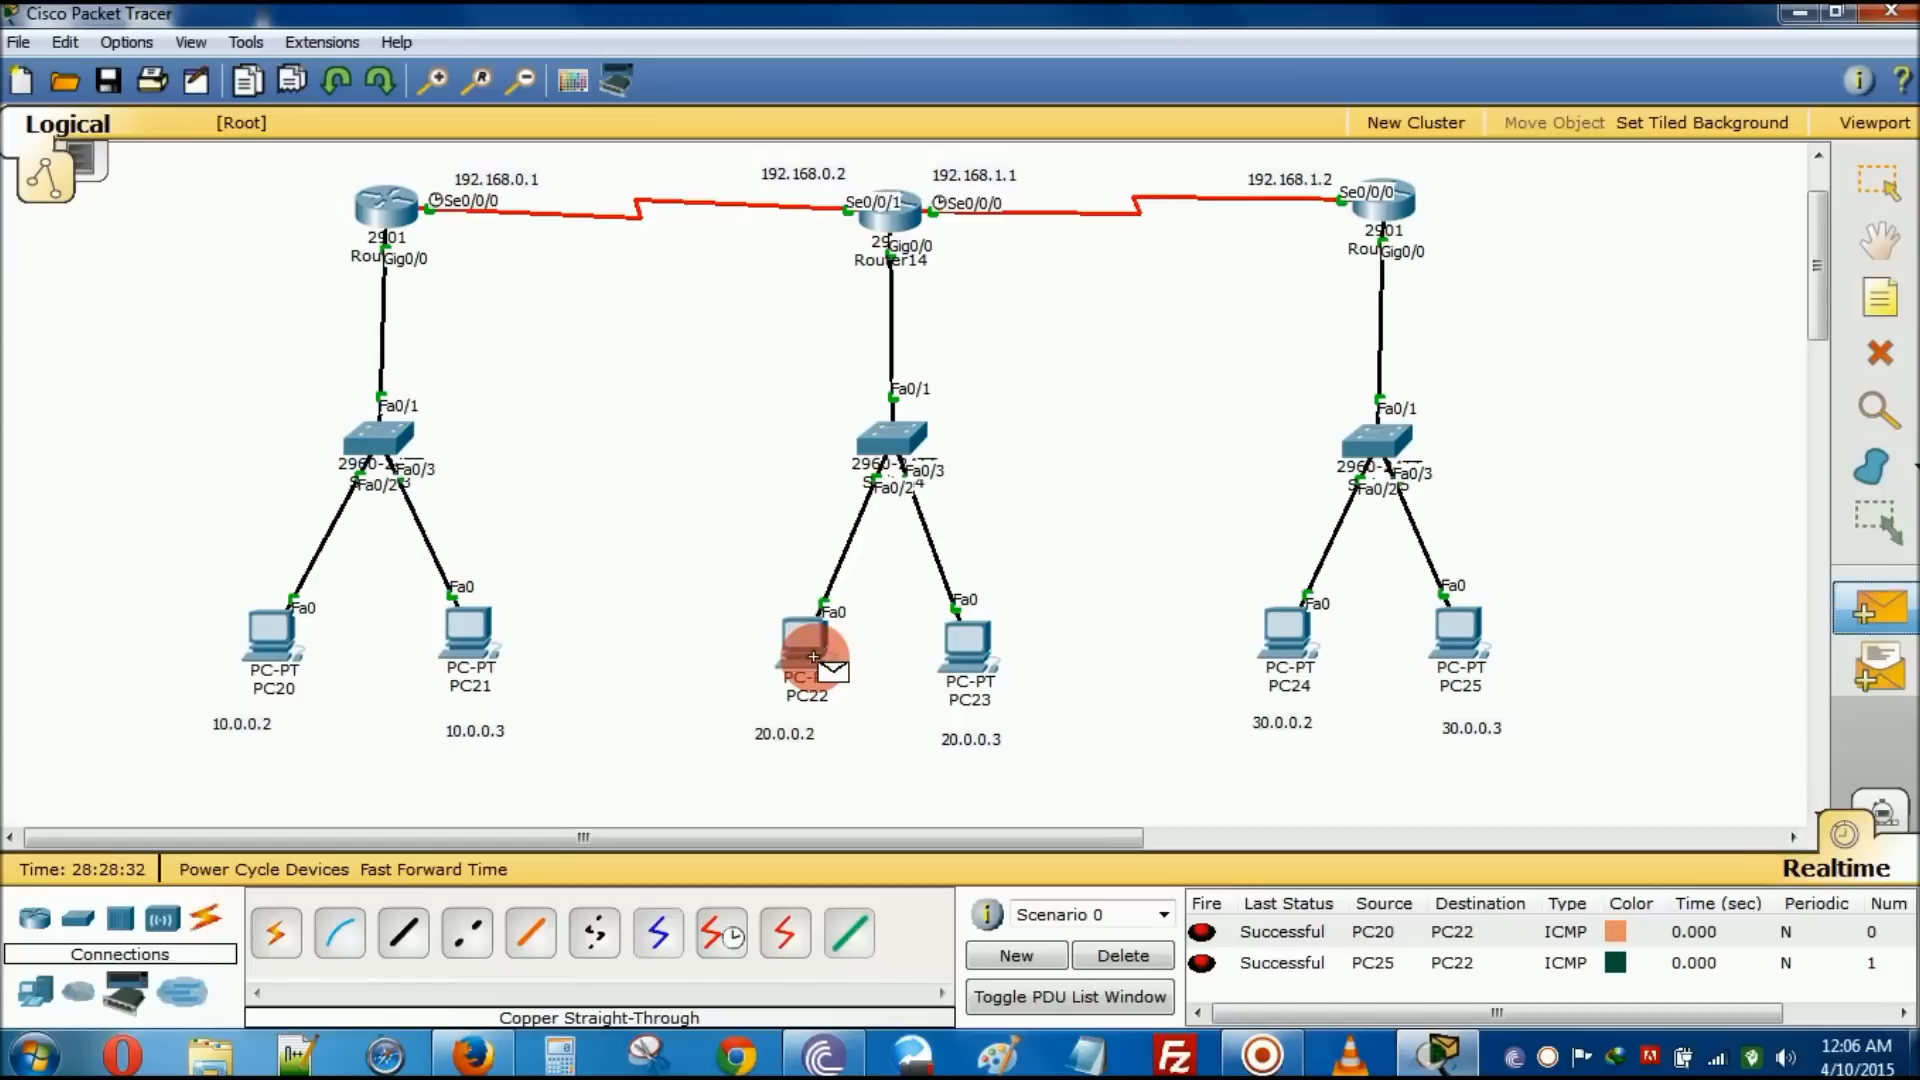 Cisco Packet Tracer
File Edit Options View Tools Extensions Help
Logical [Root] New Cluster Move Object Set Tiled Background Viewport
192.168.0.1 192.168.0.2 192.168.1.1 192.168.1.2
Se0/0/0 Se0/0/1 Se0/0/0 Se0/0/0
2901 Gig0/0 2901
Gig0/0 Router14 Gig0/0
Fa0/1 Fa0/1 Fa0/1
Fa0/3 Fa0/3 Fa0/3
Fa0/2 Fa0/2 Fa0/2
Fa0 Fa0 Fa0 Fa0 Fa0 Fa0
PC-PT PC-PT PC-PT PC-PT PC-PT
PC20 PC21 PC22 PC23 PC24 PC25
10.0.0.2 10.0.0.3 20.0.0.2 20.0.0.3 30.0.0.2 30.0.0.3
Time: 28:28:32 Power Cycle Devices Fast Forward Time Realtime
Connections
Copper Straight-Through
Scenario 0
New Delete
Toggle PDU List Window
Fire Last Status Source Destination Type Color Time (sec) Periodic Num
Successful PC20 PC22 ICMP 0.000 N 0
Successful PC25 PC22 ICMP 0.000 N 1
12:06 AM
4/10/2015